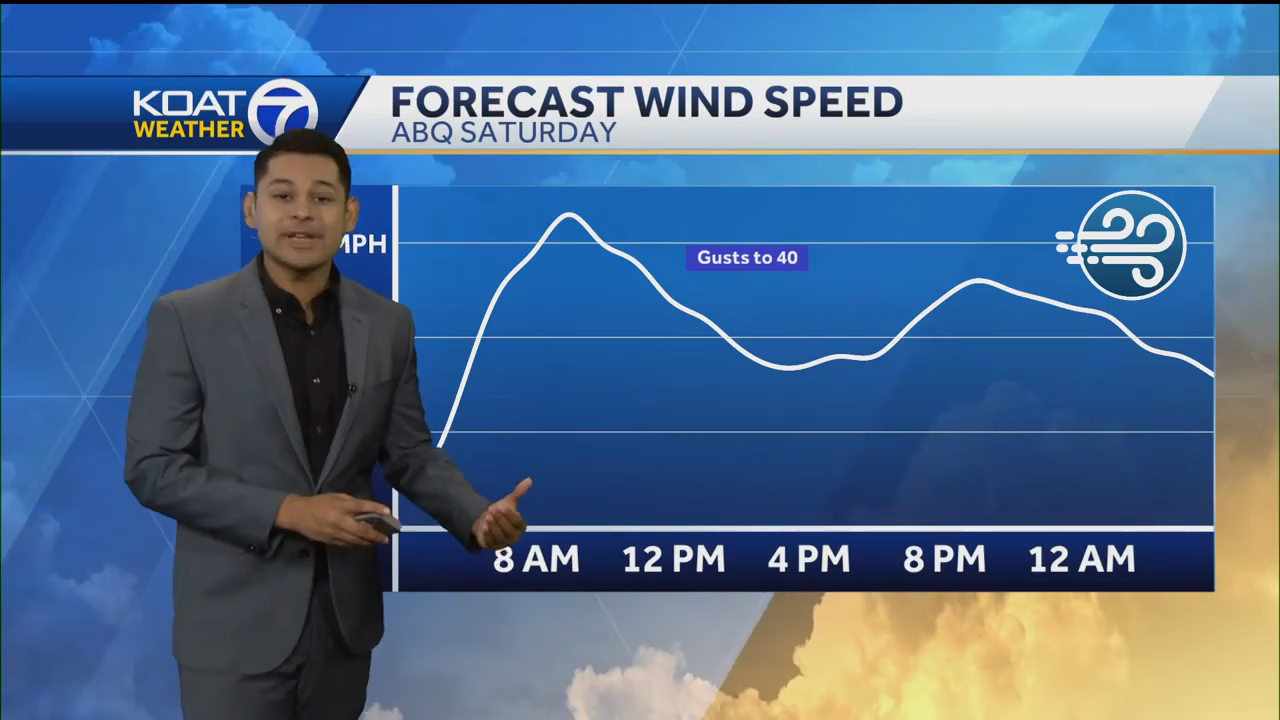 KOAT 7
WEATHER
FORECAST WIND SPEED
ABQ SATURDAY
MPH
Gusts to 40
8 AM 12 PM 4 PM 8 PM 12 AM